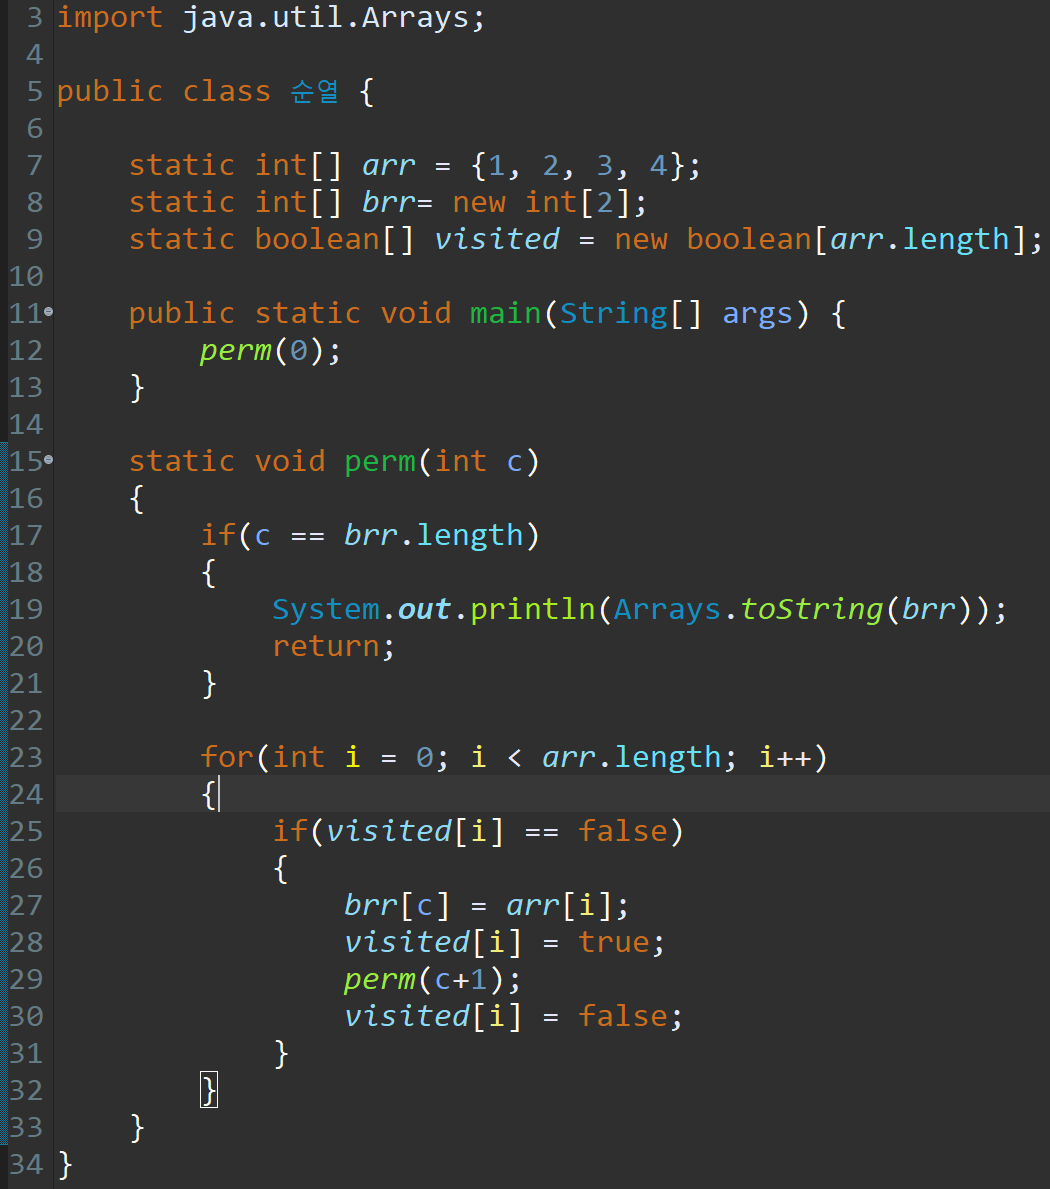 3 import java.util.Arrays;
4
5 public class 순열 {
6
7 static int[] arr = {1, 2, 3, 4};
8 static int[] brr= new int[2];
9 static boolean[] visited = new boolean[arr.length];
10
11 public static void main(String[] args) {
12 perm(0);
13 }
14
15 static void perm(int c)
16 {
17 if(c == brr.length)
18 {
19 System.out.println(Arrays.toString(brr));
20 return;
21 }
22
23 for(int i = 0; i < arr.length; i++)
24 {
25 if(visited[i] == false)
26 {
27 brr[c] = arr[i];
28 visited[i] = true;
29 perm(c+1);
30 visited[i] = false;
31 }
32 }
33 }
34 }